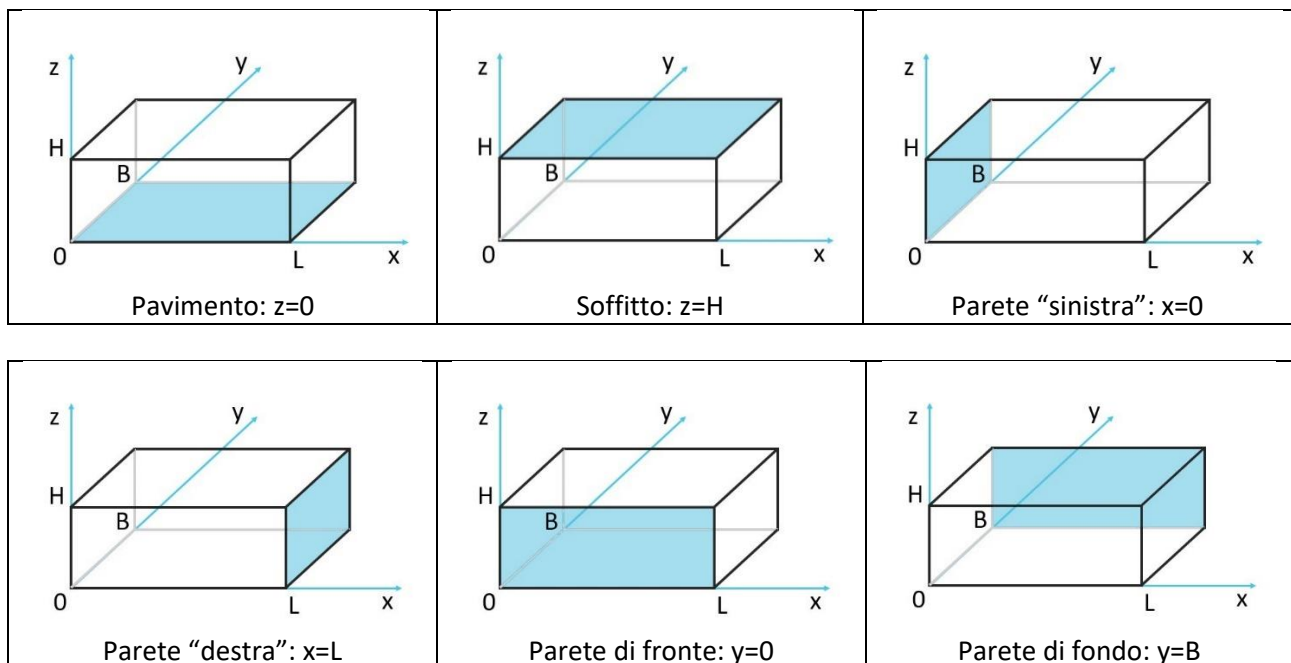 z
y
H
B
0
L
x
Pavimento: z=0
z
y
H
B
0
L
x
Soffitto: z=H
z
y
H
B
0
L
x
Parete “sinistra”: x=0
z
y
H
B
0
L
x
Parete “destra”: x=L
z
y
H
B
0
L
x
Parete di fronte: y=0
z
y
H
B
0
L
x
Parete di fondo: y=B